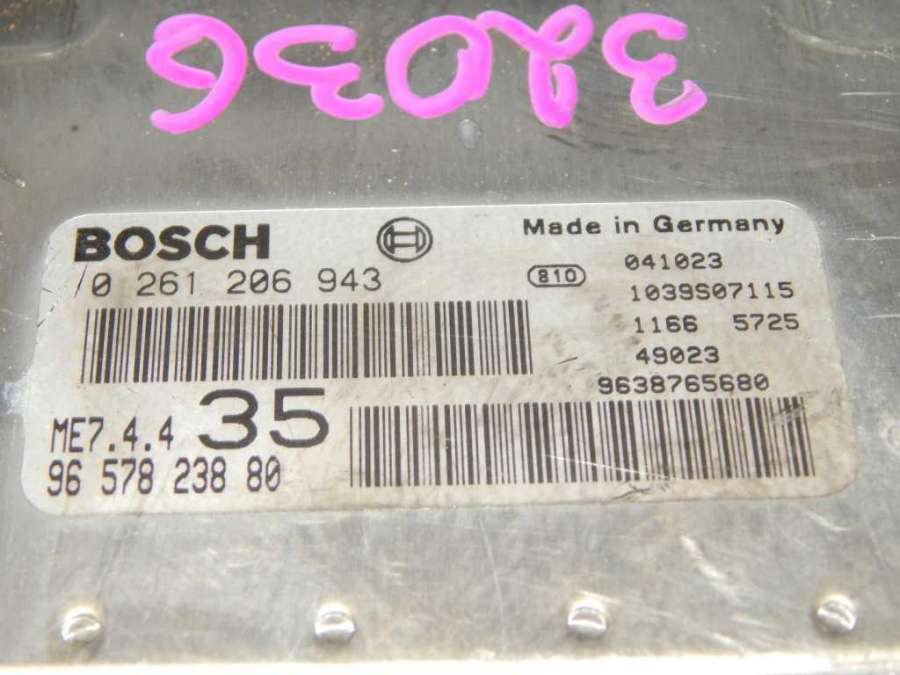 BOSCH
Made in Germany
0 261 206 943
810
041023
1039S07115
1166 5725
49023
9638765680
ME7.4.4 35
96 578 238 80